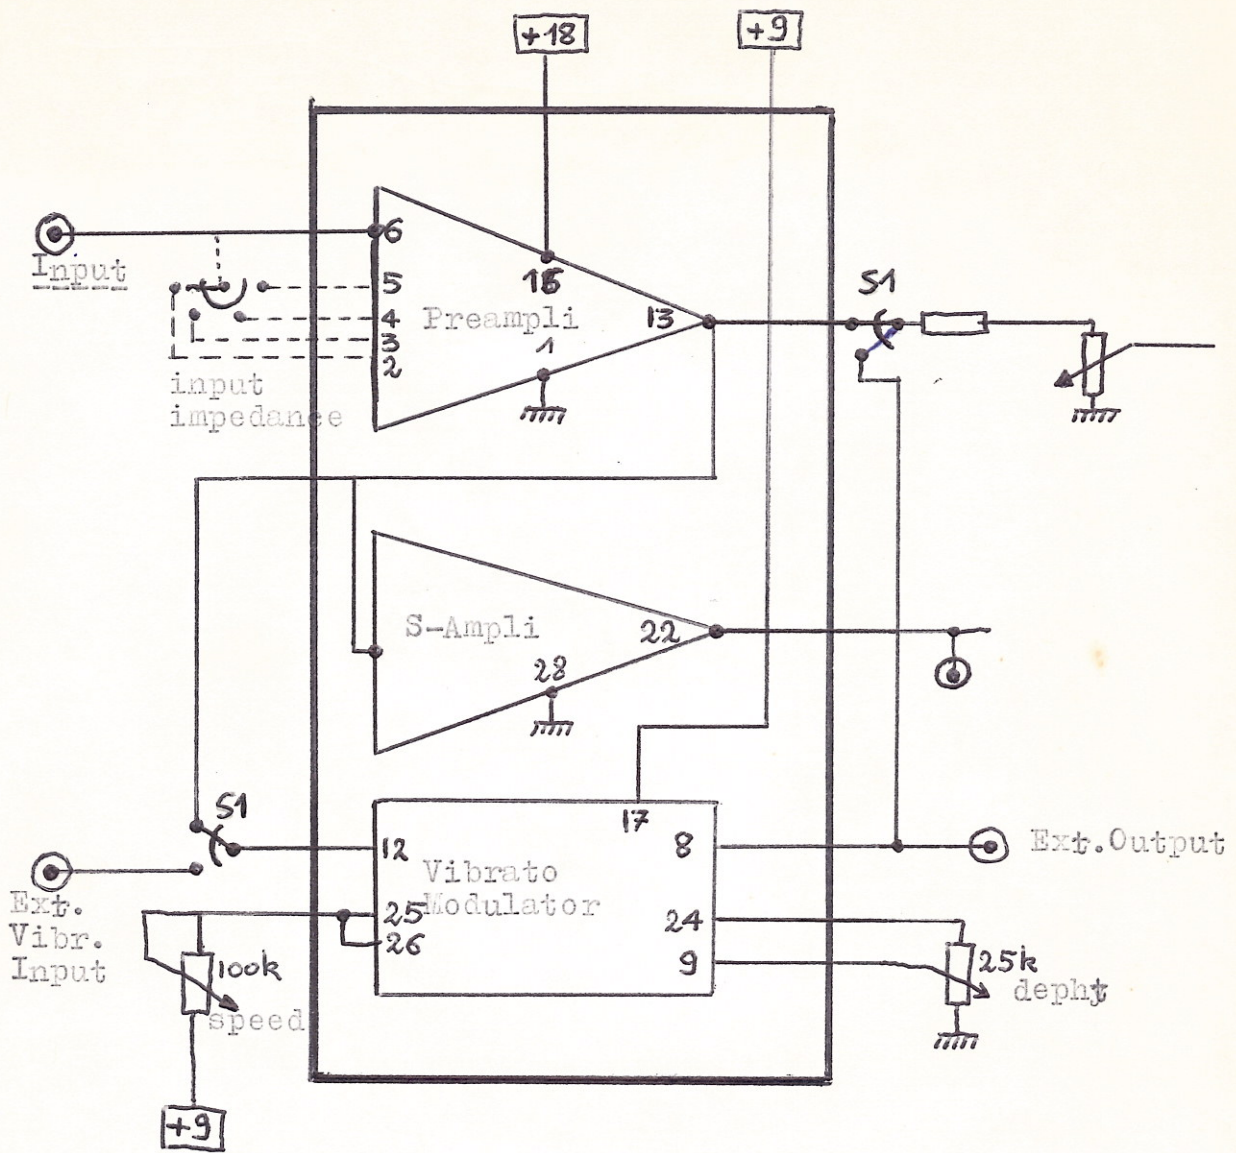 +18
+9
6
Input
5
16
S1
4
Preampli
13
3
1
2
input
impedance
S-Ampli
22
28
S1
17
12
8
Ext.Output
Vibrato
Modulator
Ext.
Vibr.
Input
25
24
26
9
100k
25k
depht
speed
+9